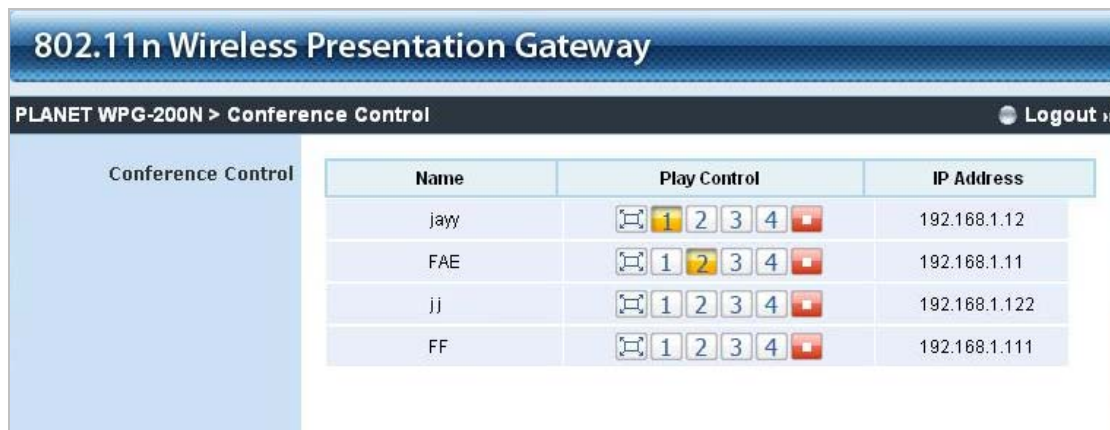 802.11n Wireless Presentation Gateway
PLANET WPG-200N > Conference Control Logout
Conference Control
Name Play Control IP Address
jayy 1 2 3 4 192.168.1.12
FAE 1 2 3 4 192.168.1.11
jj 1 2 3 4 192.168.1.122
FF 1 2 3 4 192.168.1.111